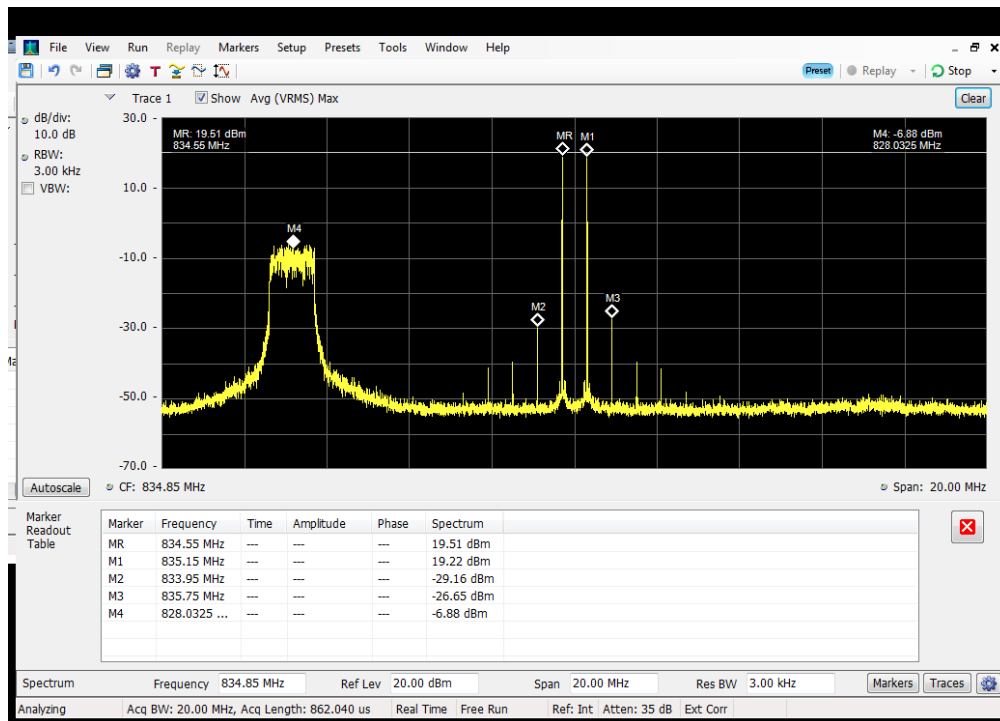 File View Run Replay Markers Setup Presets Tools Window Help
T Preset Replay Stop
Trace 1 Show Avg (VRMS) Max Clear
dB/div:
10.0 dB
RBW:
3.00 kHz
VBW:
30.0
10.0
-10.0
-30.0
-50.0
-70.0
MR: 19.51 dBm
834.55 MHz
M4: -6.88 dBm
828.0325 MHz
MR M1
M4
M2
M3
Autoscale CF: 834.85 MHz Span: 20.00 MHz
Marker
Readout
Table
Marker Frequency Time Amplitude Phase Spectrum
MR 834.55 MHz --- --- --- 19.51 dBm
M1 835.15 MHz --- --- --- 19.22 dBm
M2 833.95 MHz --- --- --- -29.16 dBm
M3 835.75 MHz --- --- --- -26.65 dBm
M4 828.0325 ... --- --- --- -6.88 dBm
Spectrum Frequency 834.85 MHz Ref Lev 20.00 dBm Span 20.00 MHz Res BW 3.00 kHz Markers Traces
Analyzing Acq BW: 20.00 MHz, Acq Length: 862.040 us Real Time Free Run Ref: Int Atten: 35 dB Ext Corr